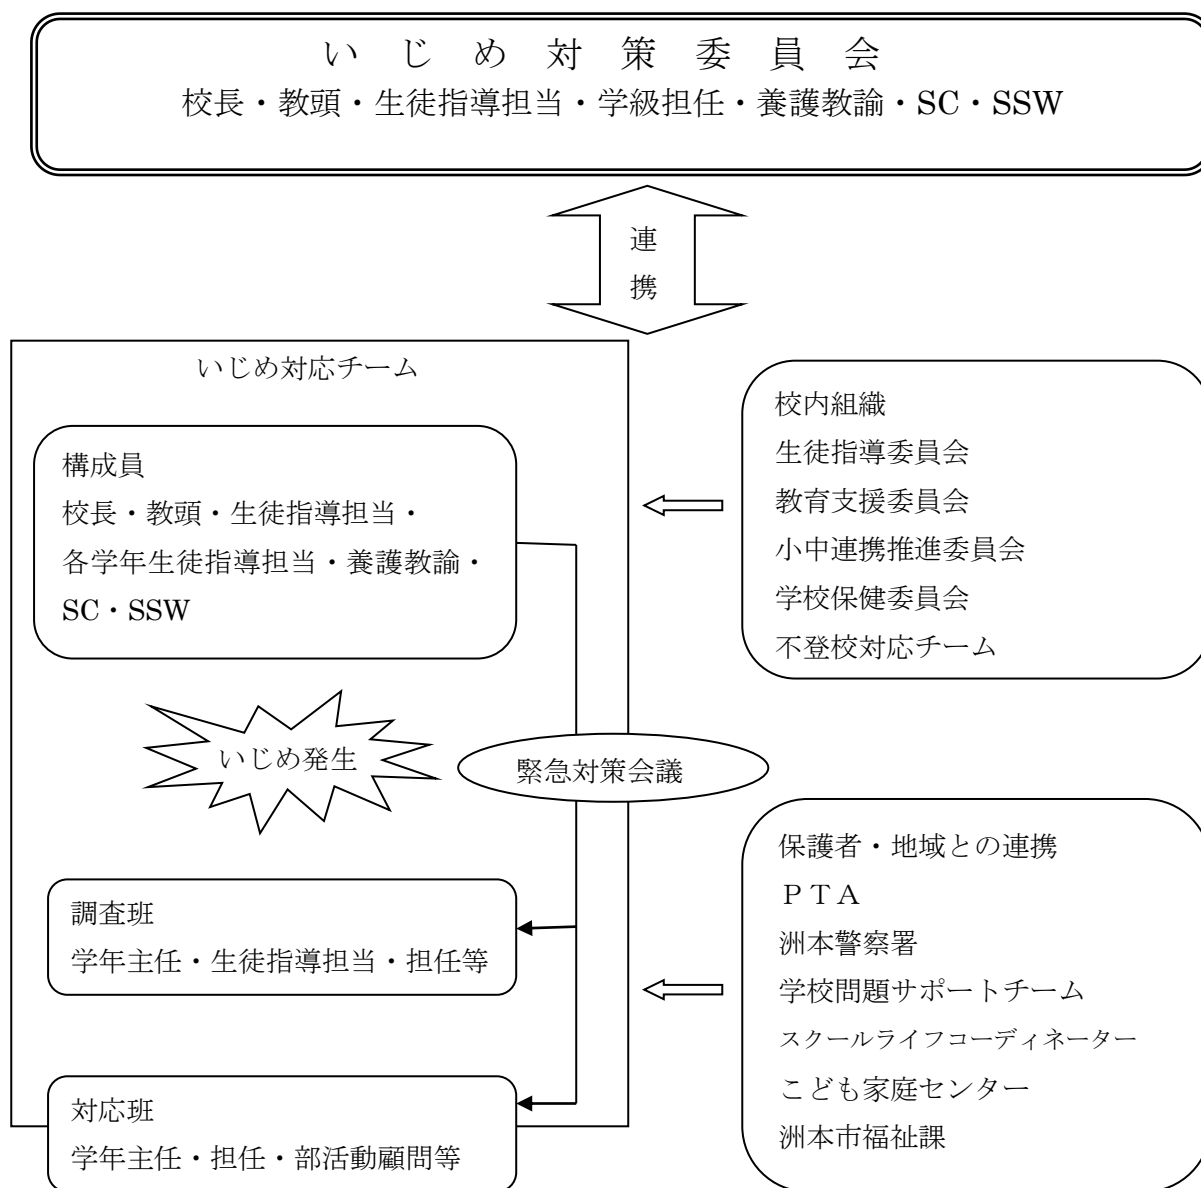 いじめ対策委員会
校長・教頭・生徒指導担当・学級担任・養護教諭・SC・SSW
連
携
いじめ対応チーム
構成員
校長・教頭・生徒指導担当・
各学年生徒指導担当・養護教諭・
SC・SSW
いじめ発生
緊急対策会議
調査班
学年主任・生徒指導担当・担任等
対応班
学年主任・担任・部活動顧問等
校内組織
生徒指導委員会
教育支援委員会
小中連携推進委員会
学校保健委員会
不登校対応チーム
保護者・地域との連携
ＰＴＡ
洲本警察署
学校問題サポートチーム
スクールライフコーディネーター
こども家庭センター
洲本市福祉課